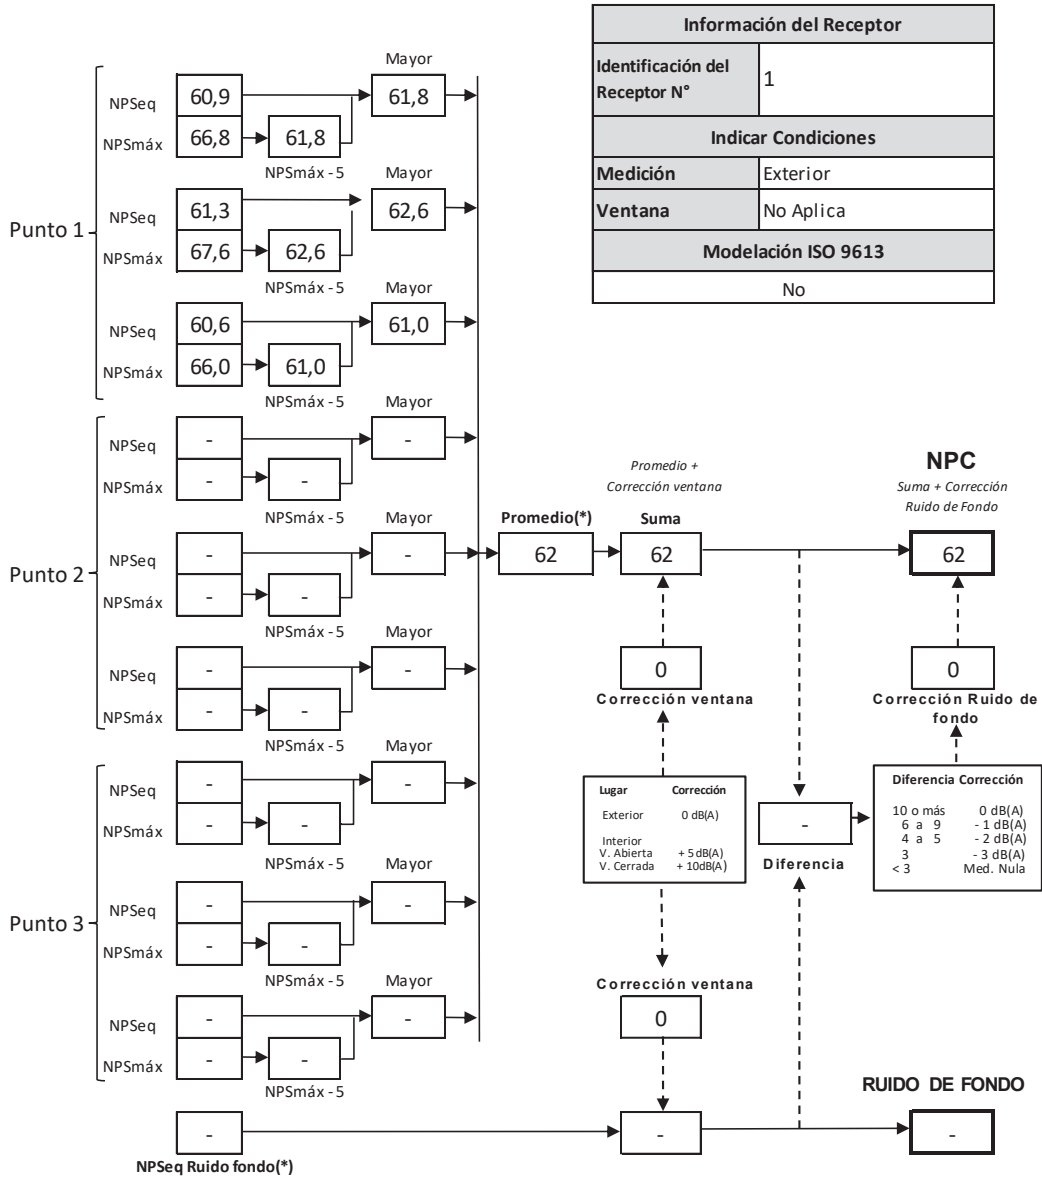 Información del Receptor
Identificación del
Receptor N°
1
Indicar Condiciones
Medición Exterior
Ventana No Aplica
Modelación ISO 9613
No
Punto 1
Mayor
NPSeq 60,9 61,8
NPSmáx 66,8 61,8
NPSmáx - 5
Mayor
NPSeq 61,3 62,6
NPSmáx 67,6 62,6
NPSmáx - 5
Mayor
NPSeq 60,6 61,0
NPSmáx 66,0 61,0
NPSmáx - 5
Punto 2
Mayor
NPSeq - -
NPSmáx - -
NPSmáx - 5
Mayor
NPSeq - -
NPSmáx - -
NPSmáx - 5
Mayor
NPSeq - -
NPSmáx - -
NPSmáx - 5
Punto 3
Mayor
NPSeq - -
NPSmáx - -
NPSmáx - 5
Mayor
NPSeq - -
NPSmáx - -
NPSmáx - 5
Mayor
NPSeq - -
NPSmáx - -
NPSmáx - 5
-
NPSeq Ruido fondo(*)
Promedio(*)
62
Promedio +
Corrección ventana
Suma
62
0
Corrección ventana
Lugar Corrección
Exterior 0 dB(A)
Interior
V. Abierta + 5dB(A)
V. Cerrada + 10dB(A)
Corrección ventana
0
-
-
Diferencia
NPC
Suma + Corrección
Ruido de Fondo
62
0
Corrección Ruido de
fondo
Diferencia Corrección
10 o más 0 dB(A)
6 a 9 - 1 dB(A)
4 a 5 - 2 dB(A)
3 - 3 dB(A)
< 3 Med. Nula
RUIDO DE FONDO
-